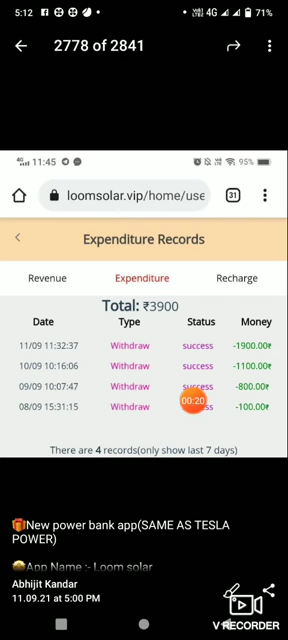 5:12
4G
71%
2778 of 2841
4G 11:45
95%
loomsolar.vip/home/use
31
Expenditure Records
Revenue Expenditure Recharge
Total: ₹3900
Date Type Status Money
11/09 11:32:37 Withdraw success -1900.00₹
10/09 10:16:06 Withdraw success -1100.00₹
09/09 10:07:47 Withdraw success -800.00₹
08/09 15:31:15 Withdraw -100.00₹
00:20
There are 4 records(only show last 7 days)
🎁New power bank app(SAME AS TESLA
POWER)
App Name :- Loom solar
Abhijit Kandar
11.09.21 at 5:00 PM
V RECORDER